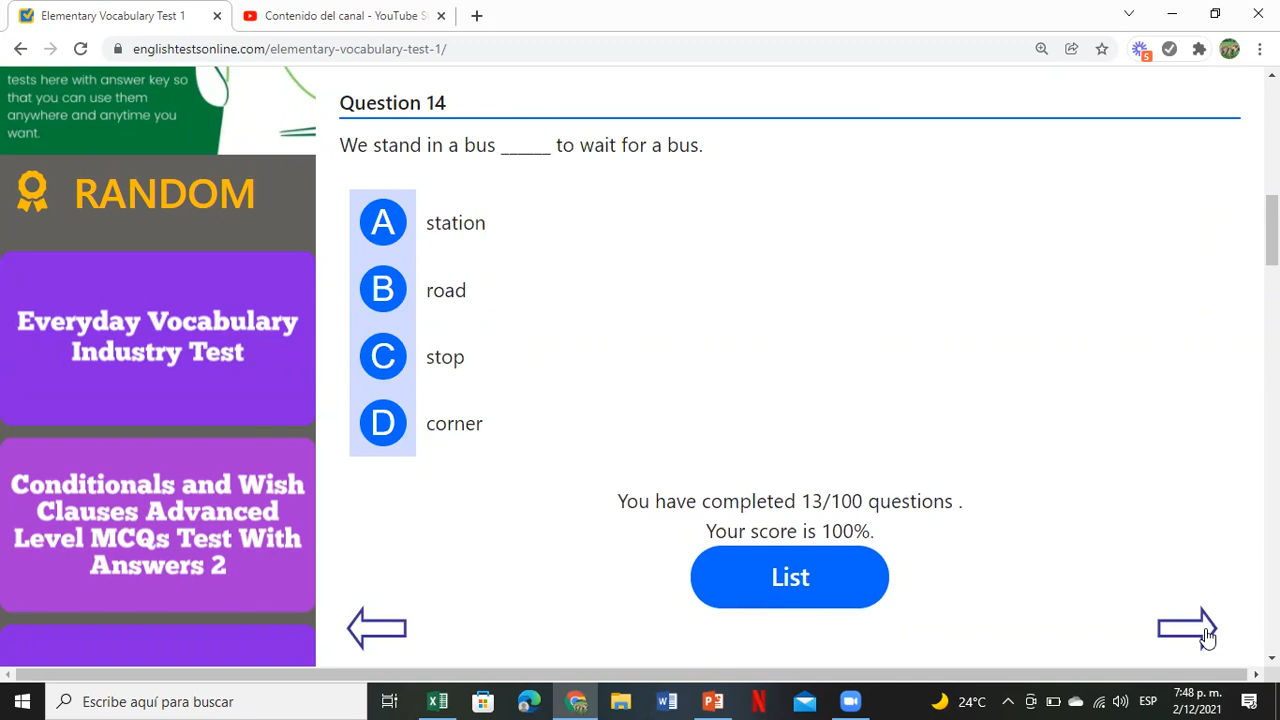 Elementary Vocabulary Test 1
Contenido del canal - YouTube S
englishtestsonline.com/elementary-vocabulary-test-1/
5
tests here with answer key so
that you can use them
anywhere and anytime you
want.
RANDOM
Everyday Vocabulary
Industry Test
Conditionals and Wish
Clauses Advanced
Level MCQs Test With
Answers 2
Question 14
We stand in a bus ______ to wait for a bus.
A station
B road
C stop
D corner
You have completed 13/100 questions .
Your score is 100%.
List
Escribe aquí para buscar
24°C
ESP
7:48 p. m.
2/12/2021